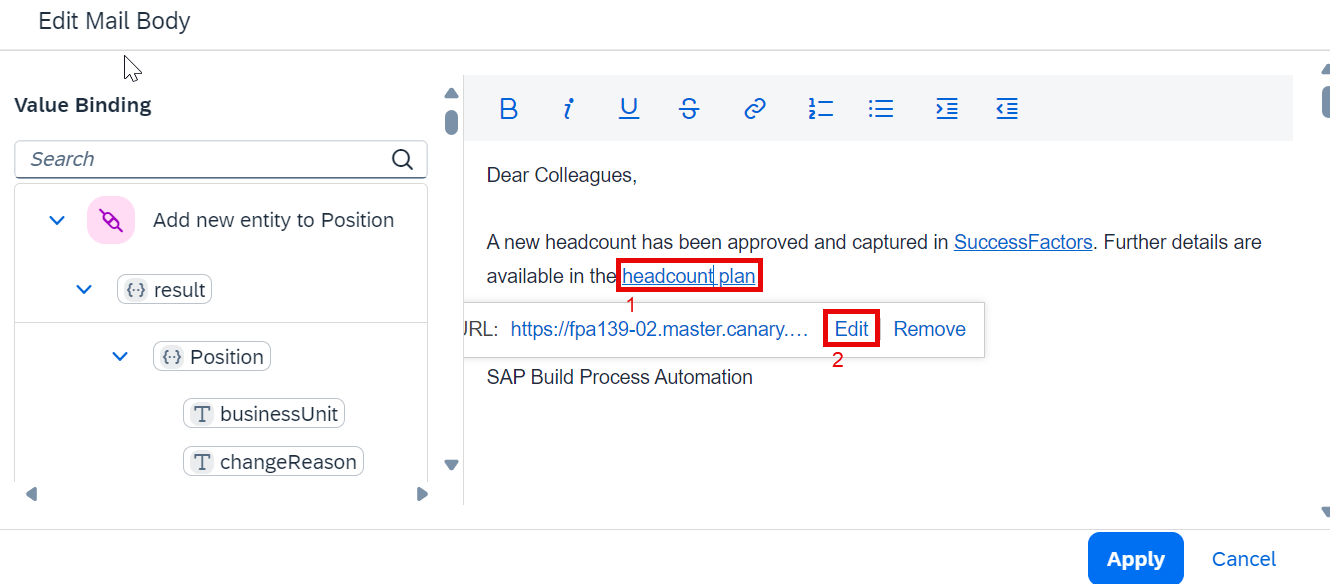 Edit Mail Body
Value Binding
Search
Add new entity to Position
result
Position
businessUnit
changeReason
B i U S
Dear Colleagues,
A new headcount has been approved and captured in SuccessFactors. Further details are
available in the headcount plan
1
URL: https://fpa139-02.master.canary.... Edit Remove
2
SAP Build Process Automation
Apply Cancel